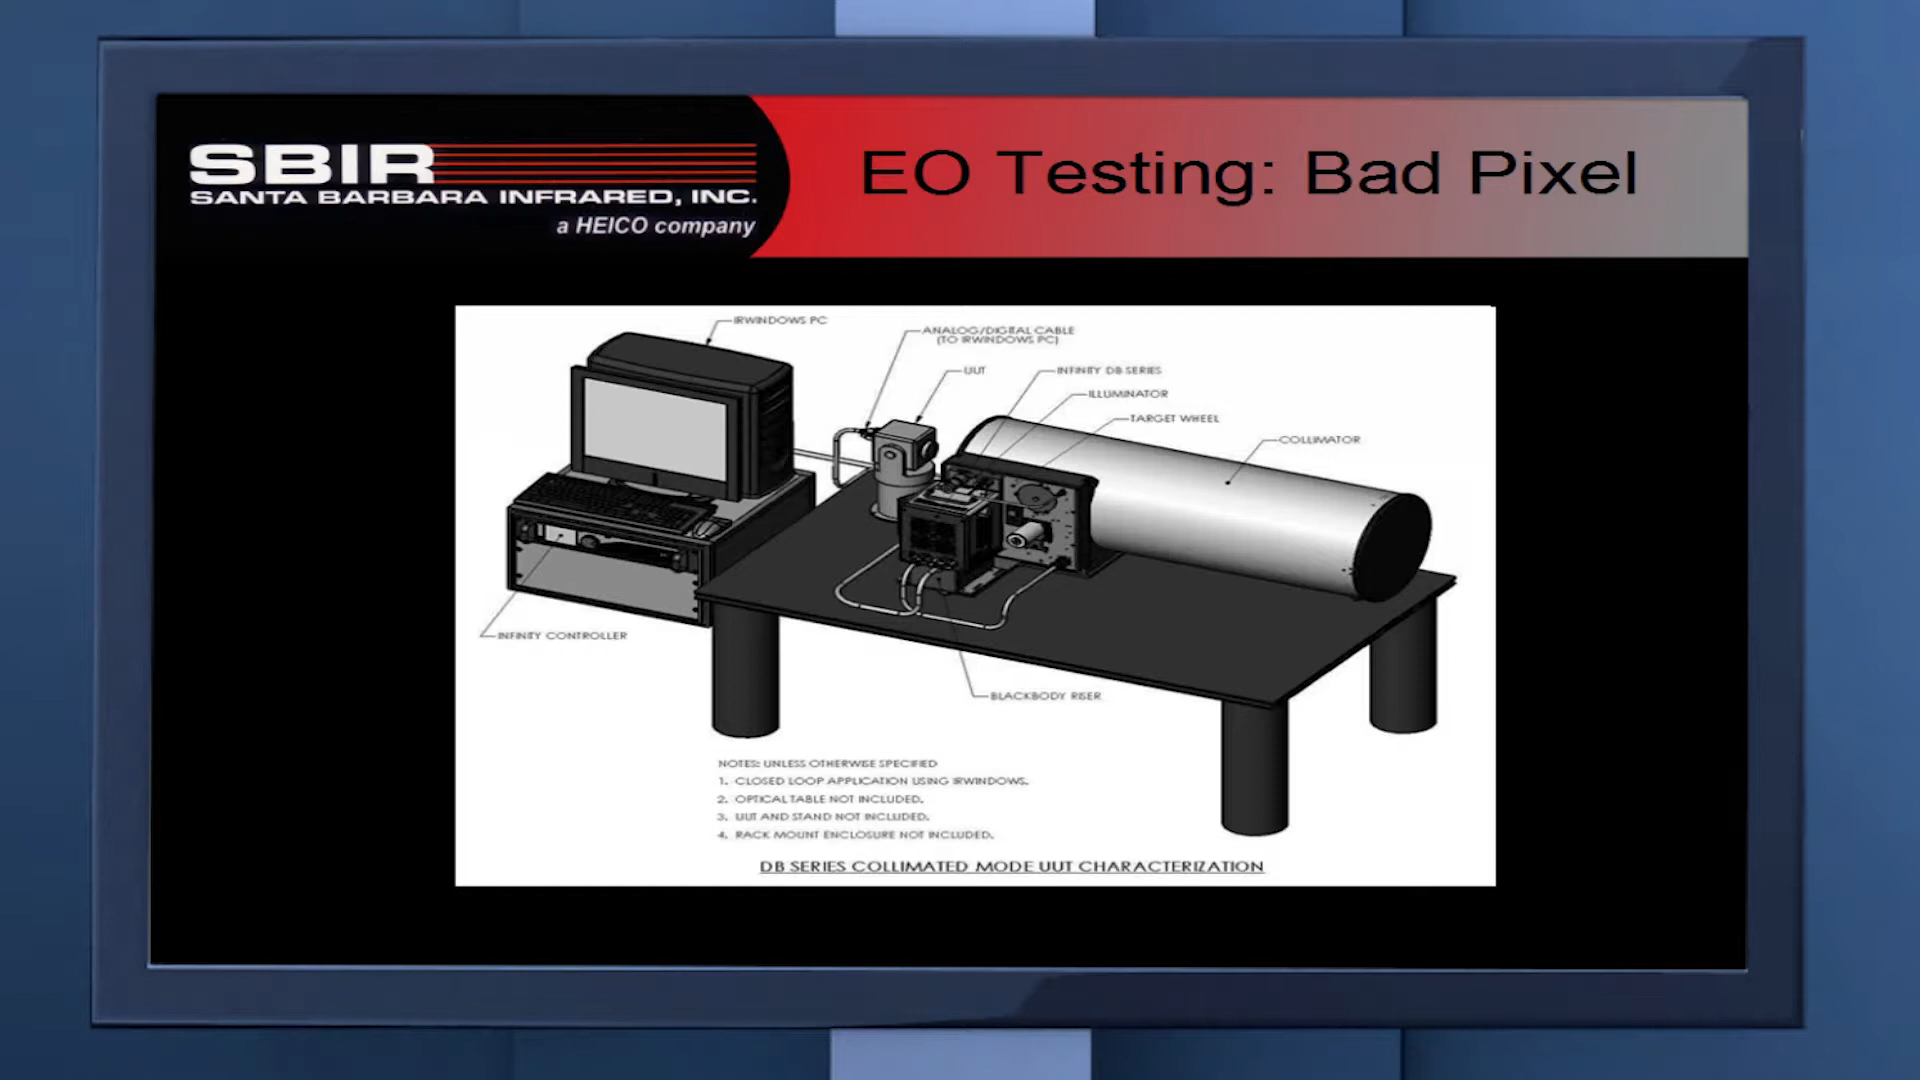 SBIR
SANTA BARBARA INFRARED, INC.
a HEICO company
EO Testing: Bad Pixel
IRWINDOWS PC
ANALOG/DIGITAL CABLE
(TO IRWINDOWS PC)
UUT
INFINITY DB SERIES
ILLUMINATOR
TARGET WHEEL
COLLIMATOR
INFINITY CONTROLLER
BLACKBODY RISER
NOTES: UNLESS OTHERWISE SPECIFIED
1. CLOSED LOOP APPLICATION USING IRWINDOWS.
2. OPTICAL TABLE NOT INCLUDED.
3. UUT AND STAND NOT INCLUDED.
4. RACK MOUNT ENCLOSURE NOT INCLUDED.
DB SERIES COLLIMATED MODE UUT CHARACTERIZATION